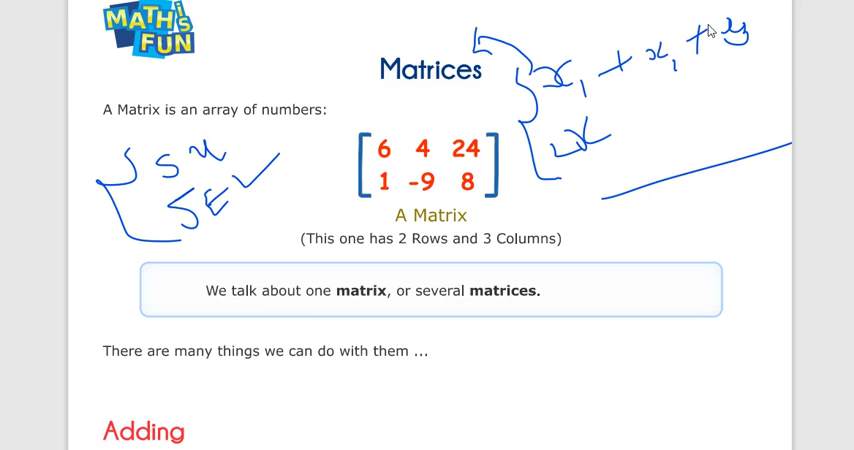 MATH is FUN
Matrices
x₁ + x₁ + y
A Matrix is an array of numbers:
6 4 24
1 -9 8
A Matrix
(This one has 2 Rows and 3 Columns)
We talk about one matrix, or several matrices.
There are many things we can do with them ...
Adding